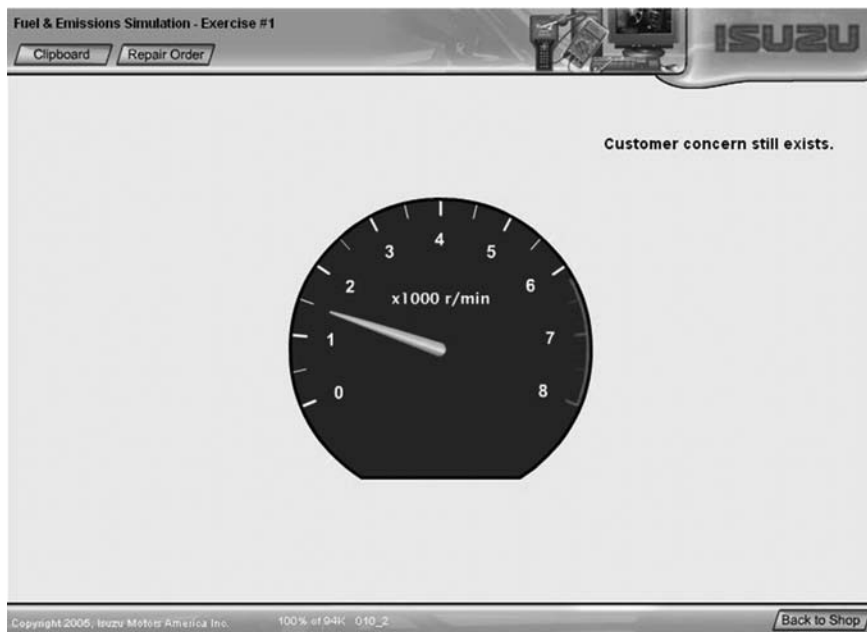 Fuel & Emissions Simulation - Exercise #1
Clipboard
Repair Order
ISUZU
Customer concern still exists.
0
1
2
3
4
5
6
7
8
x1000 r/min
Copyright 2005, Isuzu Motors America Inc.
100% of 94K 010_2
Back to Shop